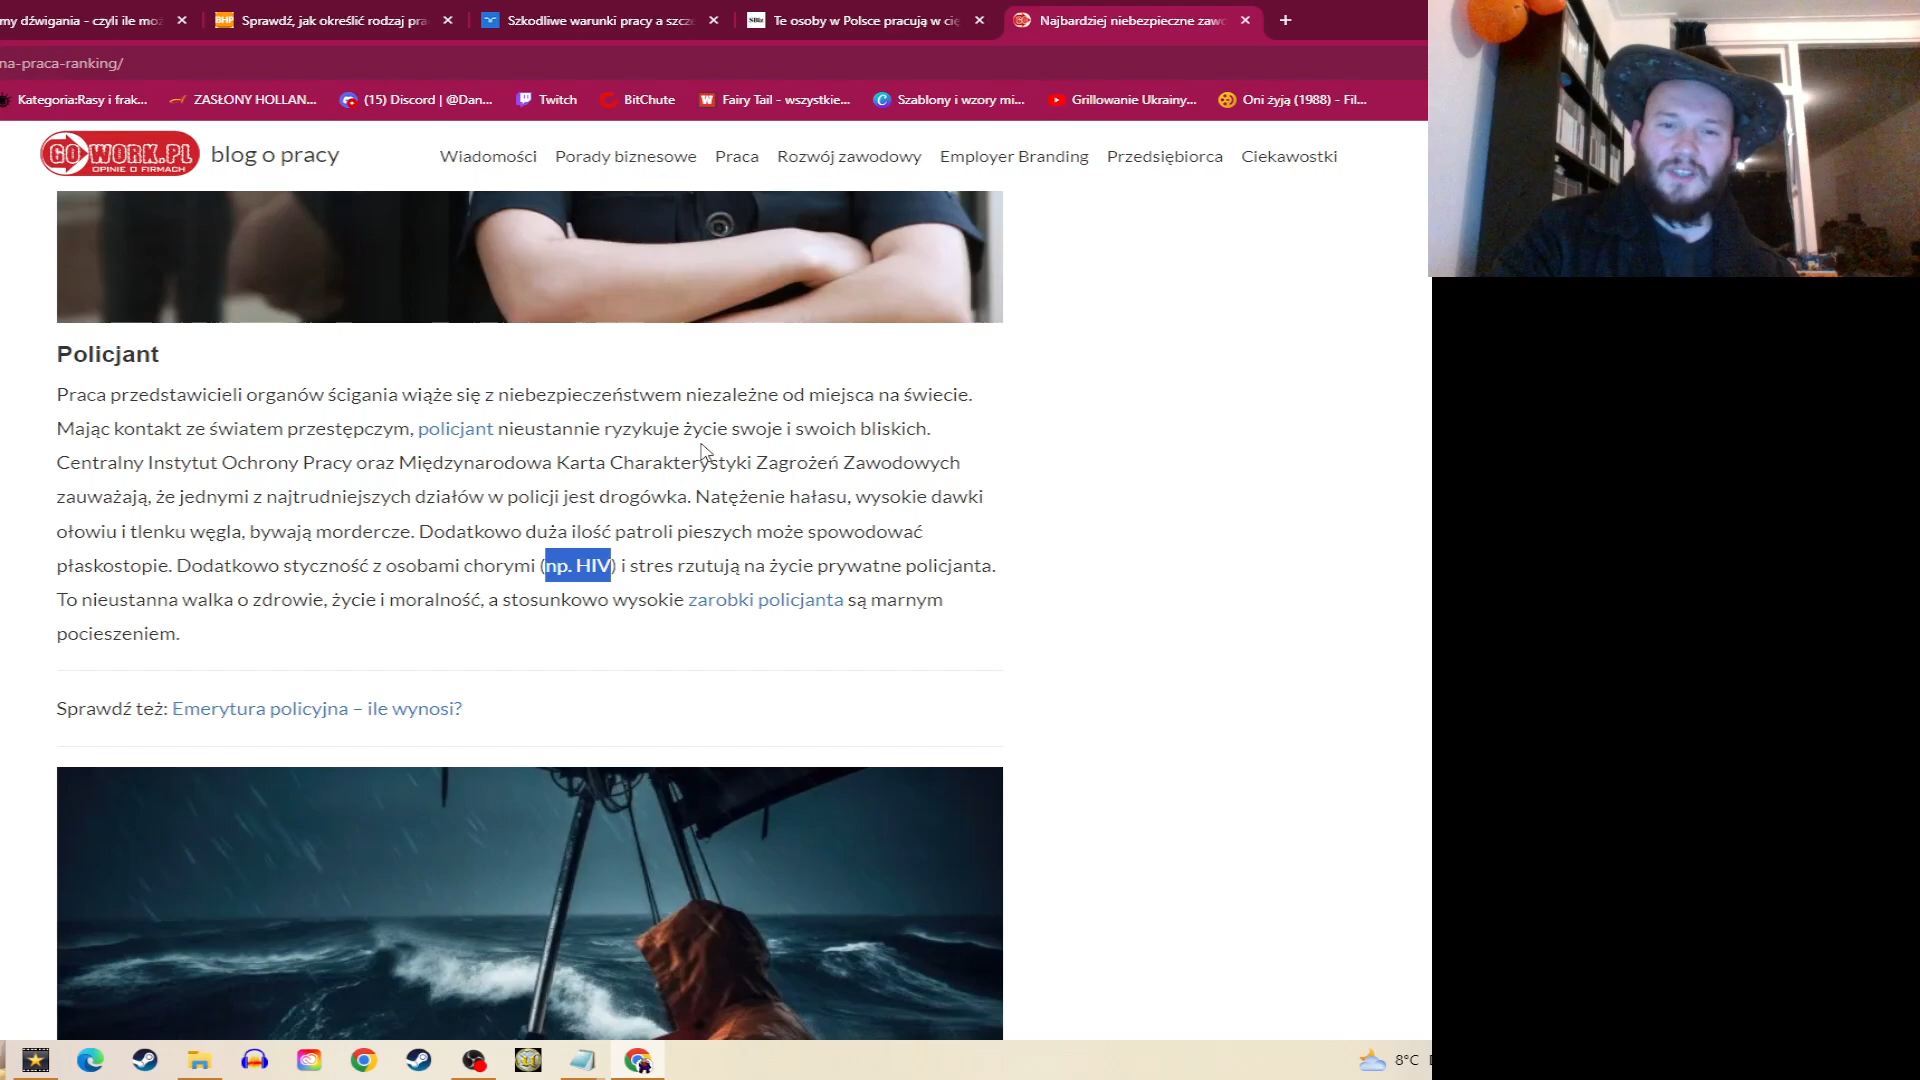 my dźwigania - czyli ile mo
Sprawdź, jak określić rodzaj pra
Szkodliwe warunki pracy a szcze
Te osoby w Polsce pracują w cię
Najbardziej niebezpieczne zawo
na-praca-ranking/
Kategoria:Rasy i frak...
ZASŁONY HOLLAN...
(15) Discord | @Dan...
Twitch
BitChute
Fairy Tail - wszystkie...
Szablony i wzory mi...
Grillowanie Ukrainy...
Oni żyją (1988) - Fil...
GOWORK.PL
OPINIE O FIRMACH
blog o pracy
Wiadomości
Porady biznesowe
Praca
Rozwój zawodowy
Employer Branding
Przedsiębiorca
Ciekawostki
Policjant
Praca przedstawicieli organów ścigania wiąże się z niebezpieczeństwem niezależne od miejsca na świecie.
Mając kontakt ze światem przestępczym, policjant nieustannie ryzykuje życie swoje i swoich bliskich.
Centralny Instytut Ochrony Pracy oraz Międzynarodowa Karta Charakterystyki Zagrożeń Zawodowych
zauważają, że jednymi z najtrudniejszych działów w policji jest drogówka. Natężenie hałasu, wysokie dawki
ołowiu i tlenku węgla, bywają mordercze. Dodatkowo duża ilość patroli pieszych może spowodować
płaskostopie. Dodatkowo styczność z osobami chorymi (np. HIV) i stres rzutują na życie prywatne policjanta.
To nieustanna walka o zdrowie, życie i moralność, a stosunkowo wysokie zarobki policjanta są marnym
pocieszeniem.
Sprawdź też: Emerytura policyjna – ile wynosi?
8°C